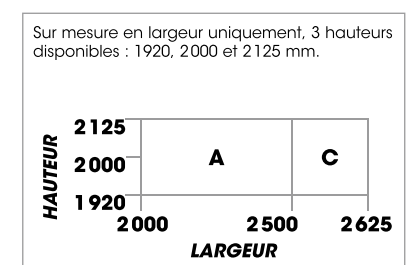 Sur mesure en largeur uniquement, 3 hauteurs
disponibles : 1920, 2000 et 2125 mm.
HAUTEUR
2125
2000
1920
A
C
2000
2500
2625
LARGEUR